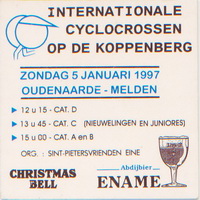 INTERNATIONALE
CYCLOCROSSEN
OP DE KOPPENBERG
ZONDAG 5 JANUARI 1997
OUDENAARDE - MELDEN
12 u 15 - CAT. D
13 u 45 - CAT. C (NIEUWELINGEN en JUNIORES)
15 u 00 - CAT. A en B
ORG. : SINT-PIETERSVRIENDEN EINE
CHRISTMAS
BELL
Abdijbier
ENAME